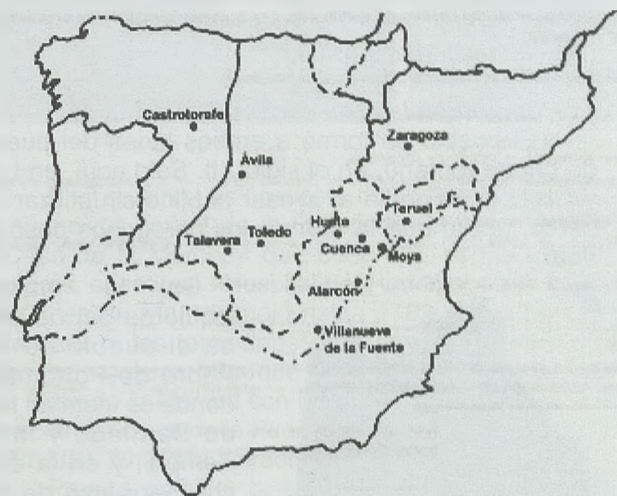 Castrotorafe
Zaragoza
Ávila
Teruel
Huete
Talavera
Toledo
Cuenca
Moya
Alarcón
Villanueva
de la Fuente